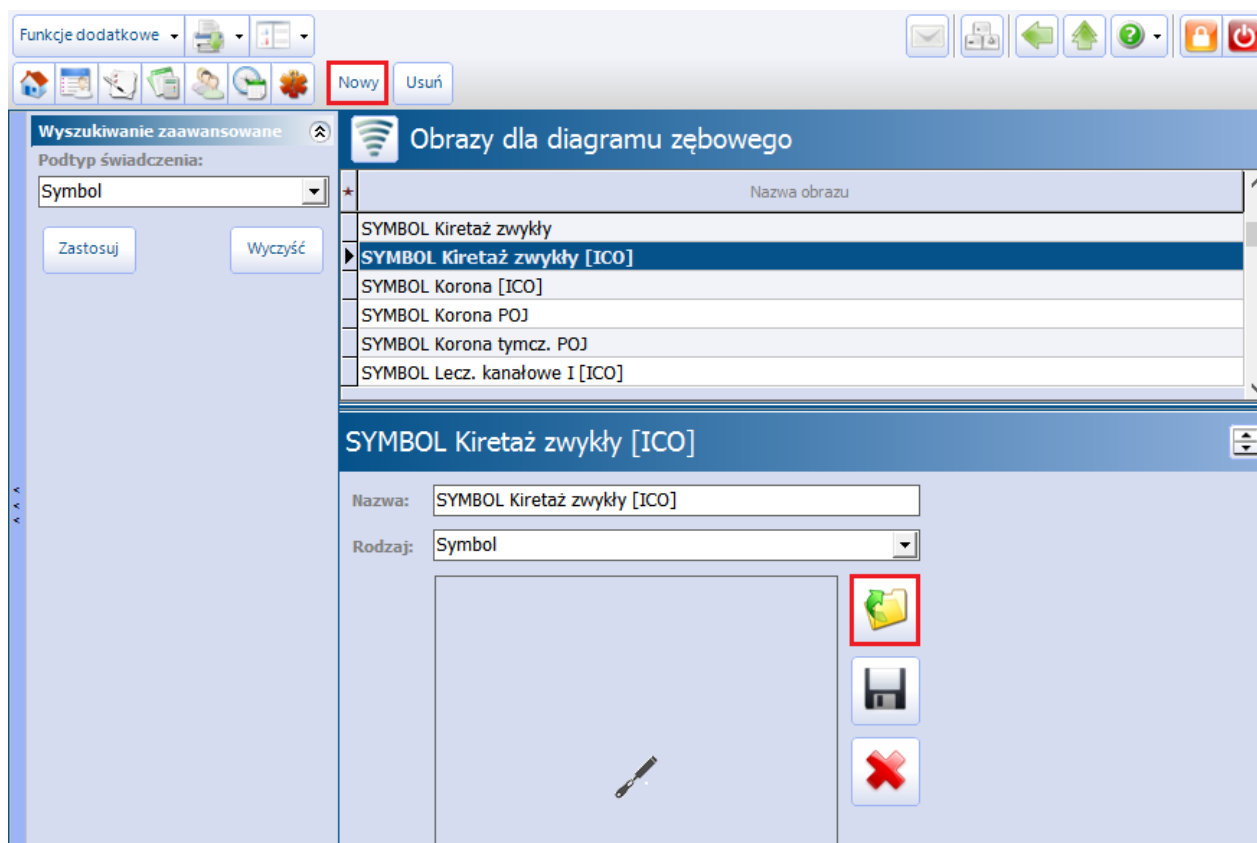 Funkcje dodatkowe
Nowy Usuń
Wyszukiwanie zaawansowane
Podtyp świadczenia:
Symbol
Zastosuj Wyczyść
Obrazy dla diagramu zębowego
Nazwa obrazu
SYMBOL Kiretaż zwykły
SYMBOL Kiretaż zwykły [ICO]
SYMBOL Korona [ICO]
SYMBOL Korona POJ
SYMBOL Korona tymcz. POJ
SYMBOL Lecz. kanałowe I [ICO]
SYMBOL Kiretaż zwykły [ICO]
Nazwa: SYMBOL Kiretaż zwykły [ICO]
Rodzaj: Symbol